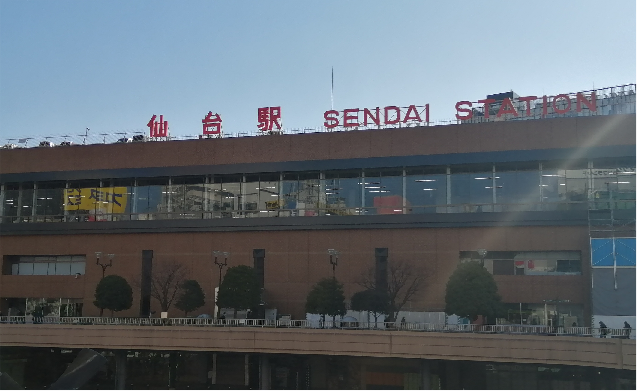 仙台駅 SENDAI STATION